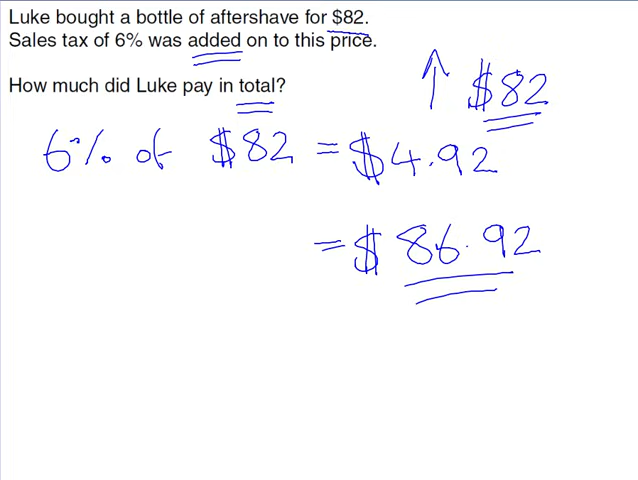 Luke bought a bottle of aftershave for $82.
Sales tax of 6% was added on to this price.
How much did Luke pay in total?
↑ $82
6% of $82 = $4.92
= $ 86.92